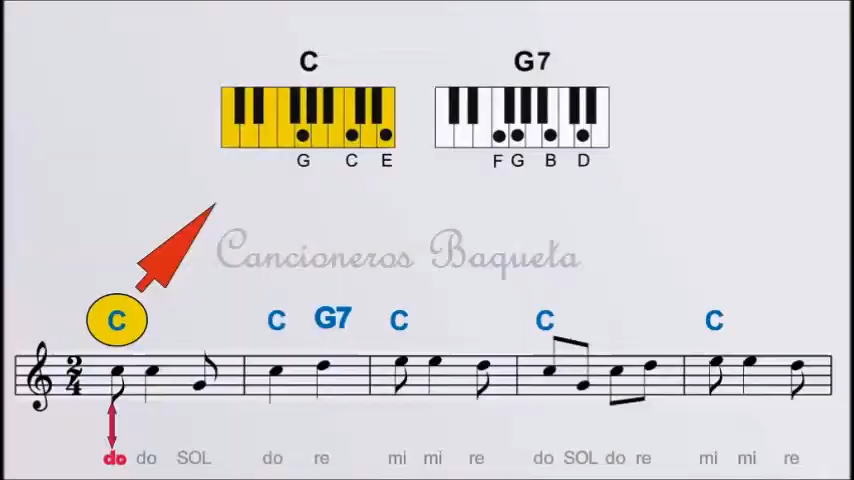 C G7
G C E F G B D
Cancioneros Baqueta
C C G7 C C C
2
4
do do SOL do re mi mi re do SOL do re mi mi re